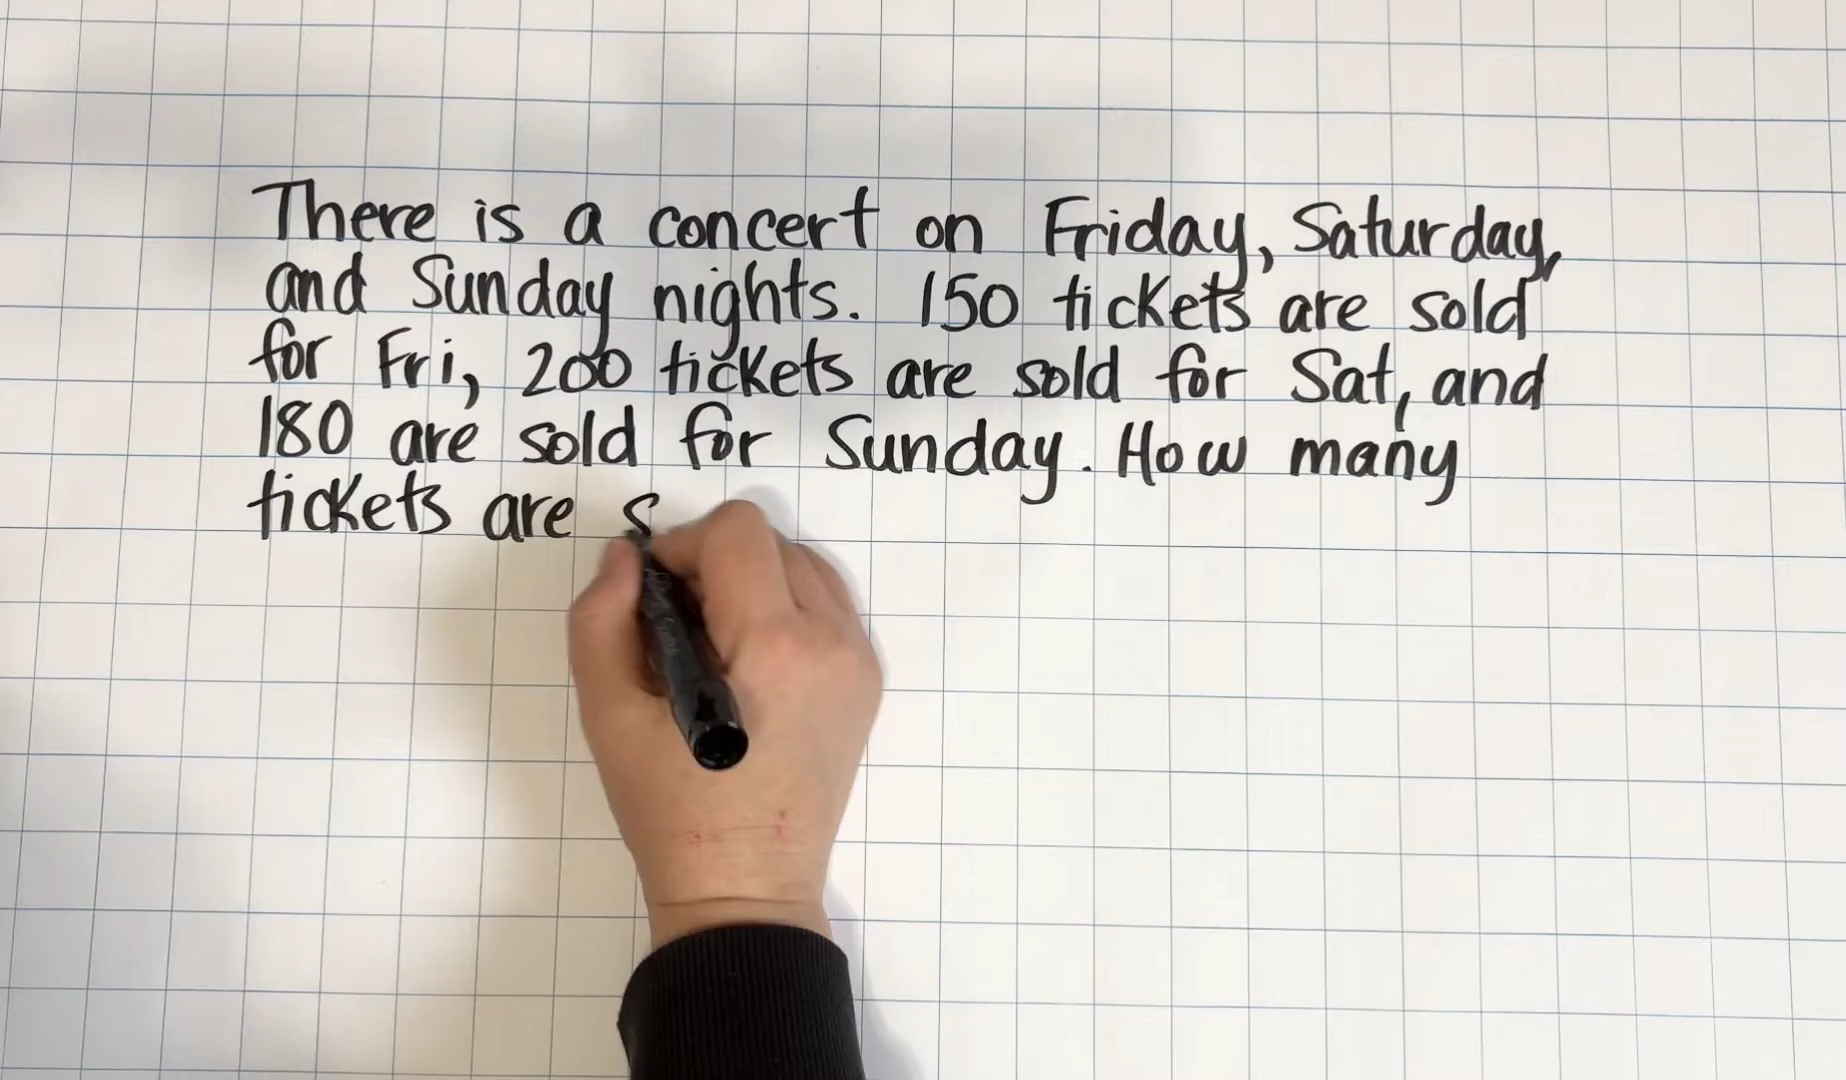 There is a concert on Friday, Saturday,
and Sunday nights. 150 tickets are sold
for Fri, 200 tickets are sold for Sat, and
180 are sold for Sunday. How many
tickets are s